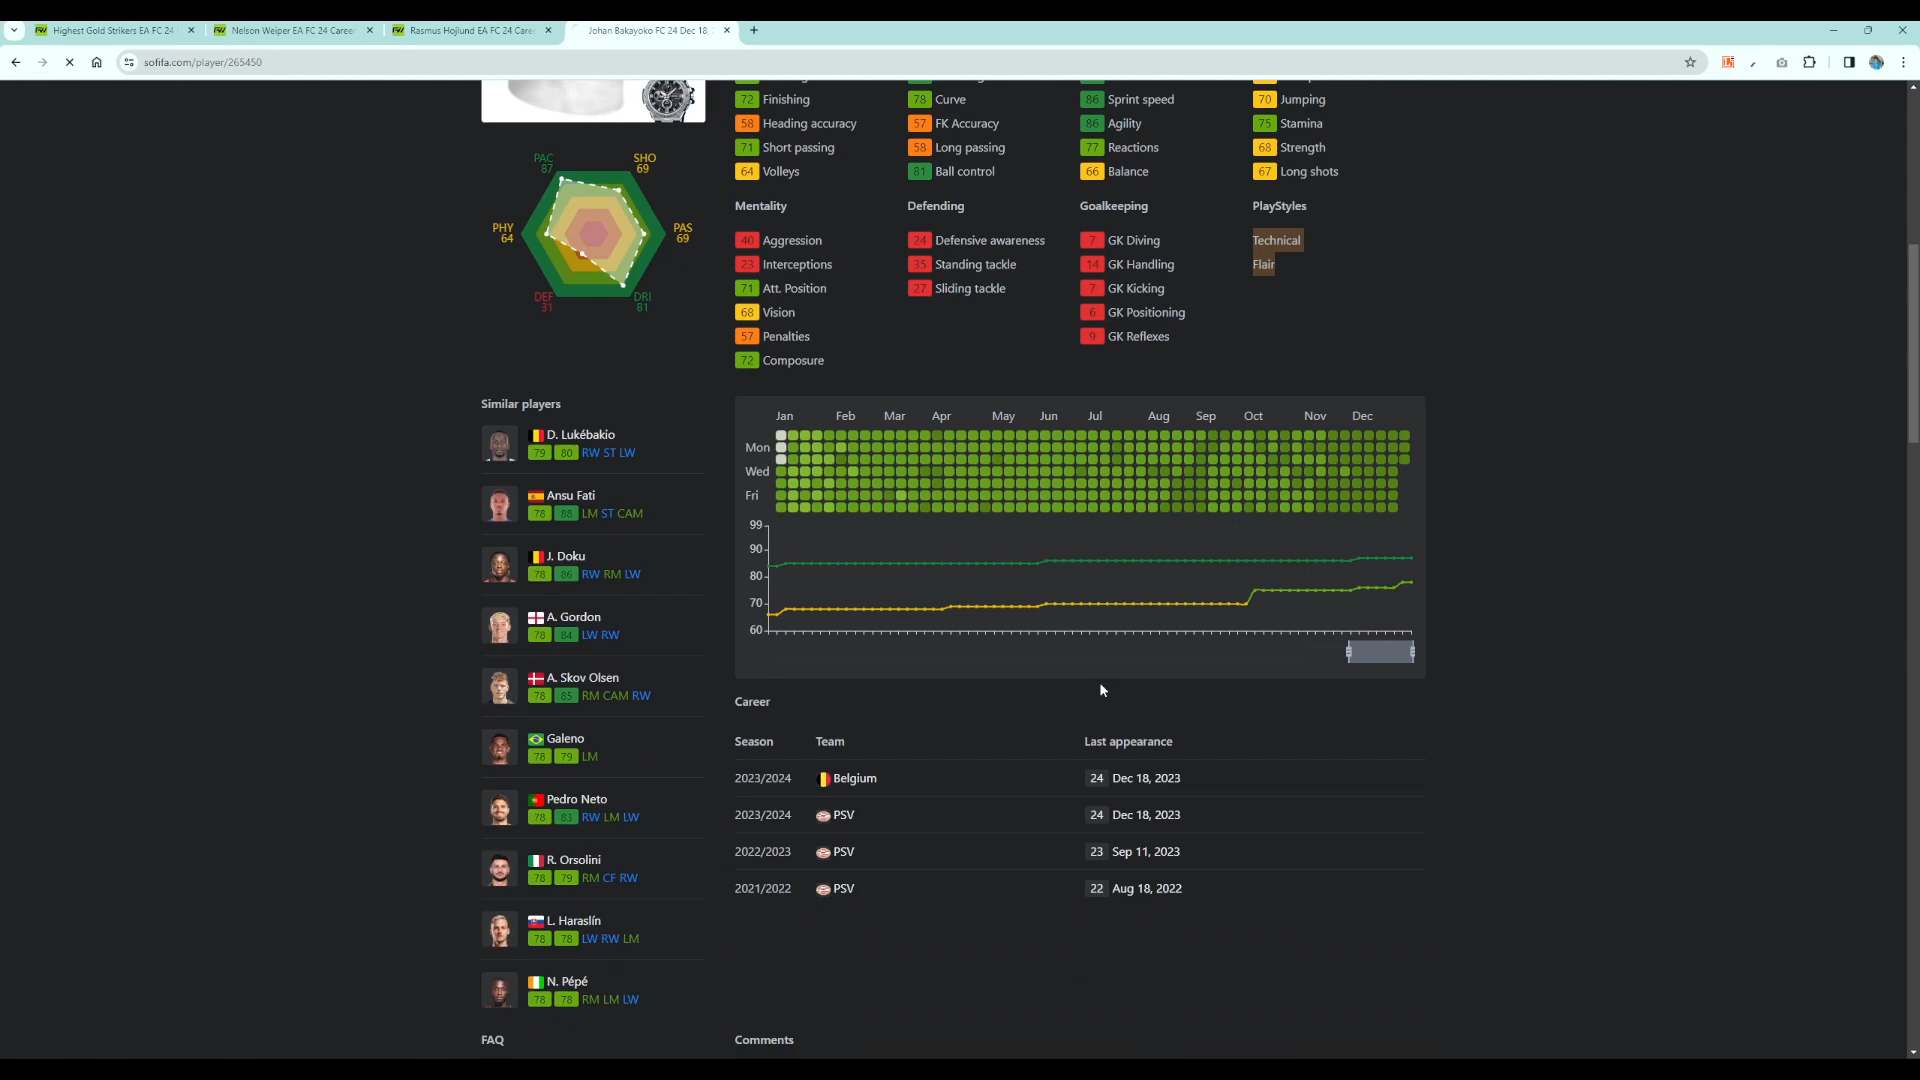 Highest Gold Strikers EA FC 24
Nelson Weiper EA FC 24 Career
Rasmus Hojlund EA FC 24 Care
Johan Bakayoko FC 24 Dec 18,
sofifa.com/player/265450
72 Finishing
78 Curve
86 Sprint speed
70 Jumping
58 Heading accuracy
57 FK Accuracy
86 Agility
75 Stamina
71 Short passing
58 Long passing
77 Reactions
68 Strength
64 Volleys
81 Ball control
66 Balance
67 Long shots
PAC
87
SHO
69
PHY
64
PAS
69
DEF
31
DRI
81
Mentality
Defending
Goalkeeping
PlayStyles
40 Aggression
24 Defensive awareness
7 GK Diving
Technical
23 Interceptions
35 Standing tackle
14 GK Handling
Flair
71 Att. Position
27 Sliding tackle
7 GK Kicking
68 Vision
6 GK Positioning
57 Penalties
9 GK Reflexes
72 Composure
Similar players
D. Lukébakio
79 80 RW ST LW
Ansu Fati
78 88 LM ST CAM
J. Doku
78 86 RW RM LW
A. Gordon
78 84 LW RW
A. Skov Olsen
78 85 RM CAM RW
Galeno
78 79 LM
Pedro Neto
78 83 RW LM LW
R. Orsolini
78 79 RM CF RW
L. Haraslín
78 78 LW RW LM
N. Pépé
78 78 RM LM LW
Jan Feb Mar Apr May Jun Jul Aug Sep Oct Nov Dec
Mon
Wed
Fri
99
90
80
70
60
Career
Season Team Last appearance
2023/2024 Belgium 24 Dec 18, 2023
2023/2024 PSV 24 Dec 18, 2023
2022/2023 PSV 23 Sep 11, 2023
2021/2022 PSV 22 Aug 18, 2022
FAQ
Comments